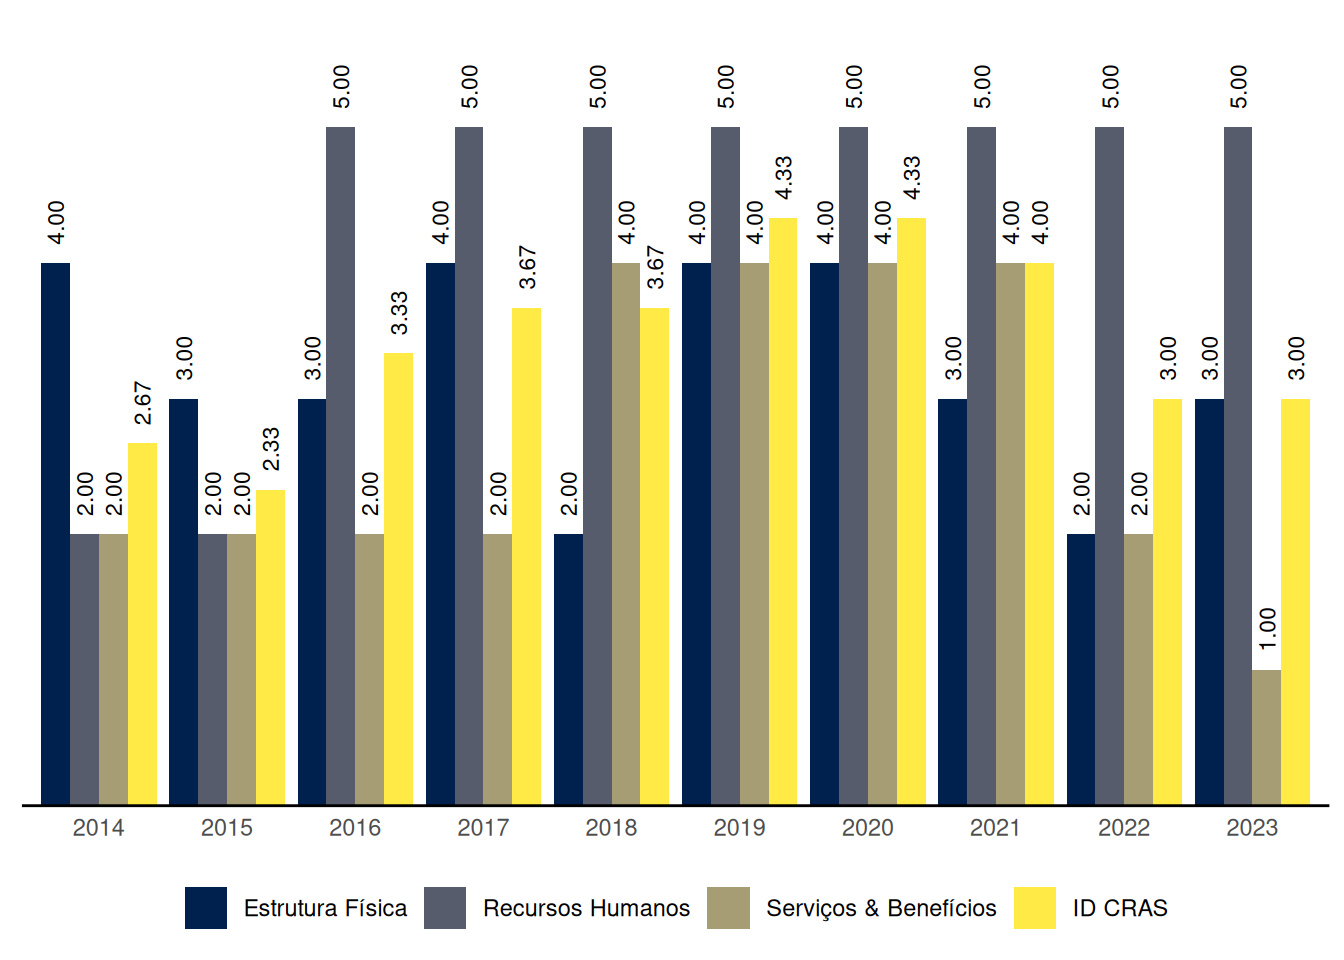 4.00 2.00 2.00 2.67 3.00 2.00 2.00 2.33 3.00 5.00 2.00 3.33 4.00 5.00 2.00 3.67 2.00 5.00 4.00 3.67 4.00 5.00 4.00 4.33 4.00 5.00 4.00 4.33 3.00 5.00 4.00 4.00 2.00 5.00 2.00 3.00 3.00 5.00 1.00 3.00
2014 2015 2016 2017 2018 2019 2020 2021 2022 2023
Estrutura Física Recursos Humanos Serviços & Benefícios ID CRAS